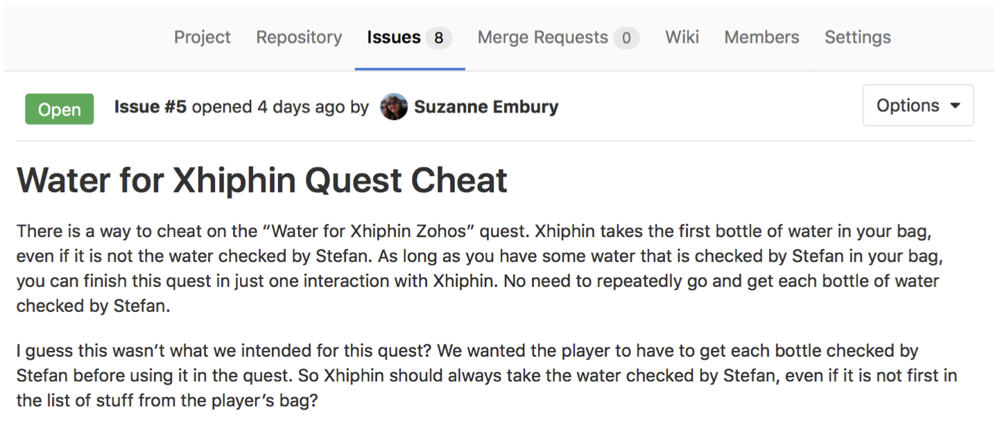 Project Repository Issues 8 Merge Requests 0 Wiki Members Settings
Open Issue #5 opened 4 days ago by Suzanne Embury Options
Water for Xhiphin Quest Cheat
There is a way to cheat on the “Water for Xhiphin Zohos” quest. Xhiphin takes the first bottle of water in your bag,
even if it is not the water checked by Stefan. As long as you have some water that is checked by Stefan in your bag,
you can finish this quest in just one interaction with Xhiphin. No need to repeatedly go and get each bottle of water
checked by Stefan.
I guess this wasn’t what we intended for this quest? We wanted the player to have to get each bottle checked by
Stefan before using it in the quest. So Xhiphin should always take the water checked by Stefan, even if it is not first in
the list of stuff from the player’s bag?